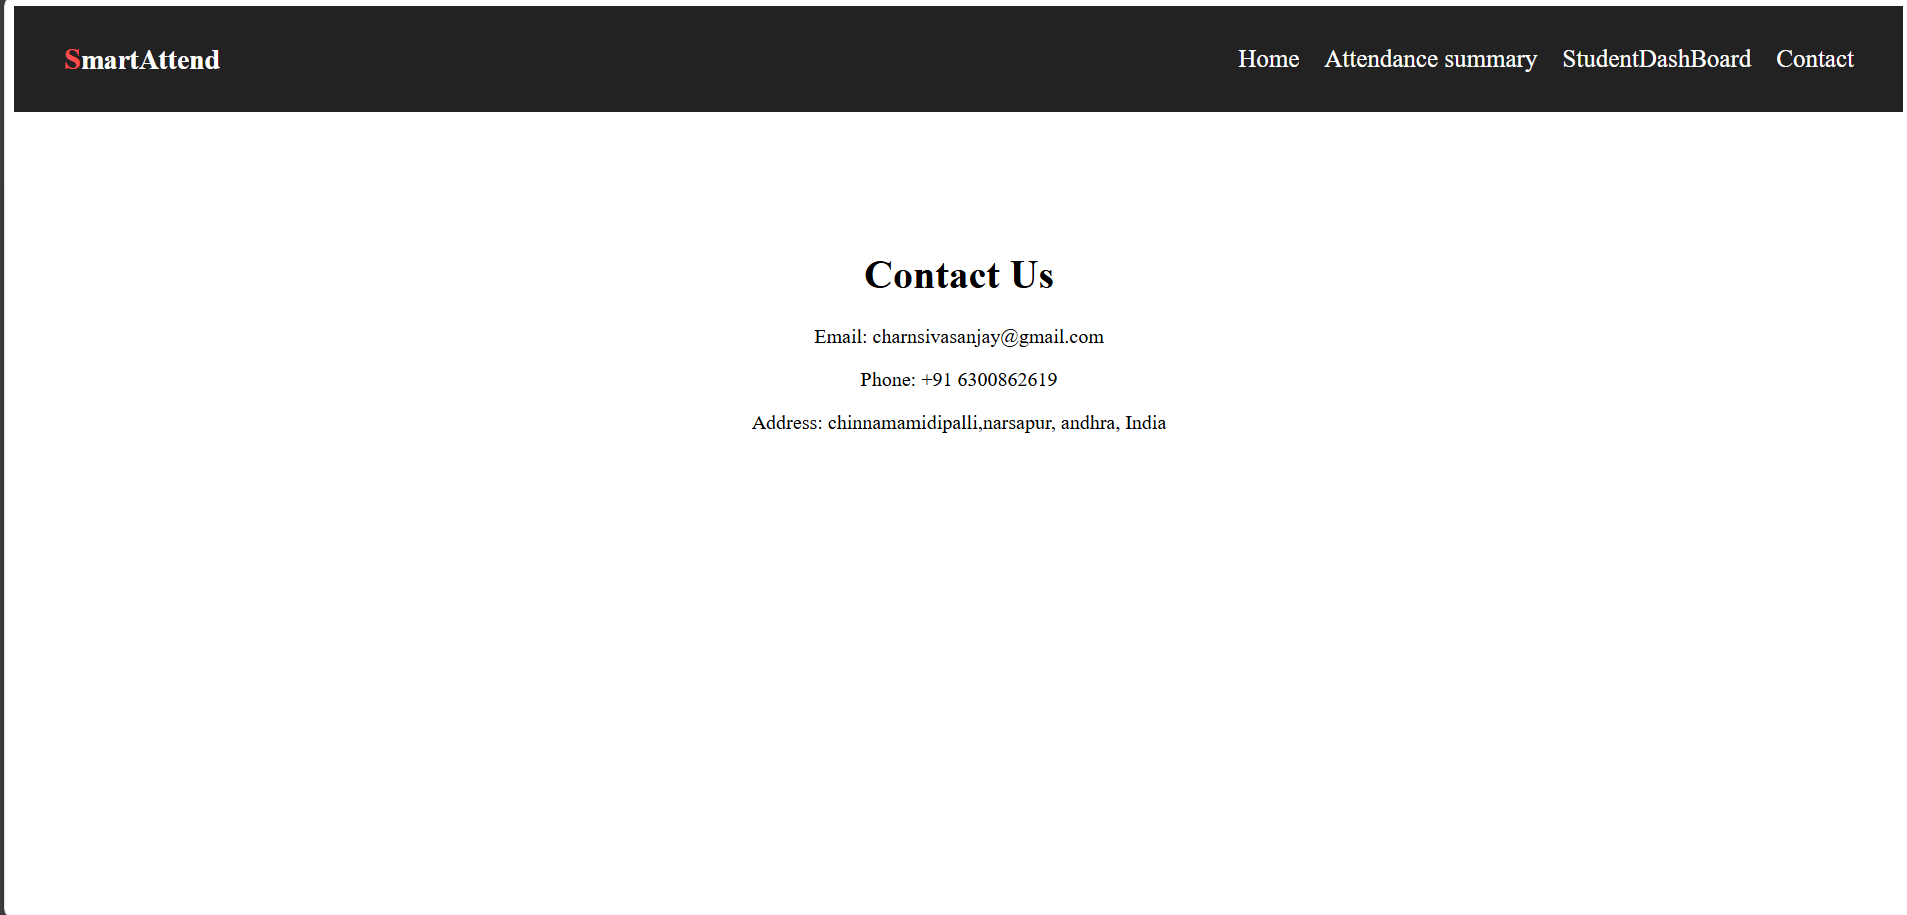 SmartAttend
Home Attendance summary StudentDashBoard Contact
Contact Us
Email: charnsivasanjay@gmail.com
Phone: +91 6300862619
Address: chinnamamidipalli,narsapur, andhra, India